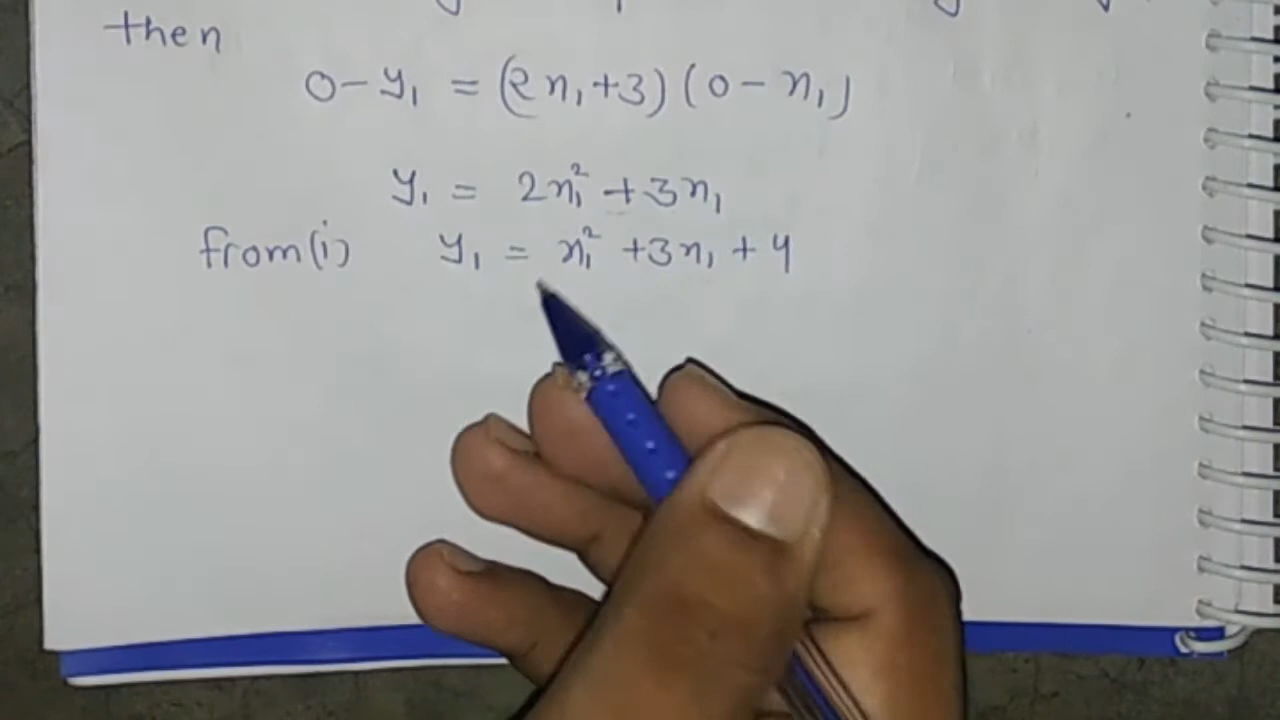 then
0-y₁ = (2x₁+3)(0-x₁)
y₁ = 2x₁² + 3x₁
from(i) y₁ = x₁² + 3x₁ + 4